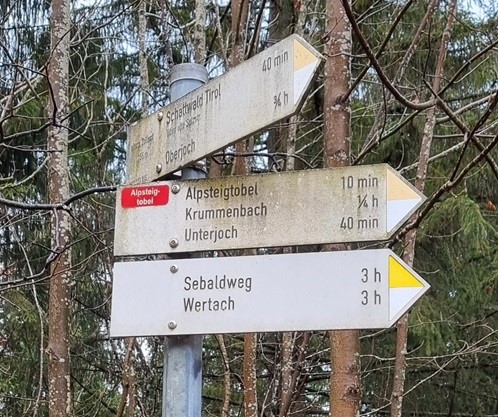 Schattwald Tirol 40 min
Oberjoch ¾ h
Alpsteig-
tobel
Alpsteigtobel 10 min
Krummenbach ¼ h
Unterjoch 40 min
Sebaldweg 3 h
Wertach 3 h